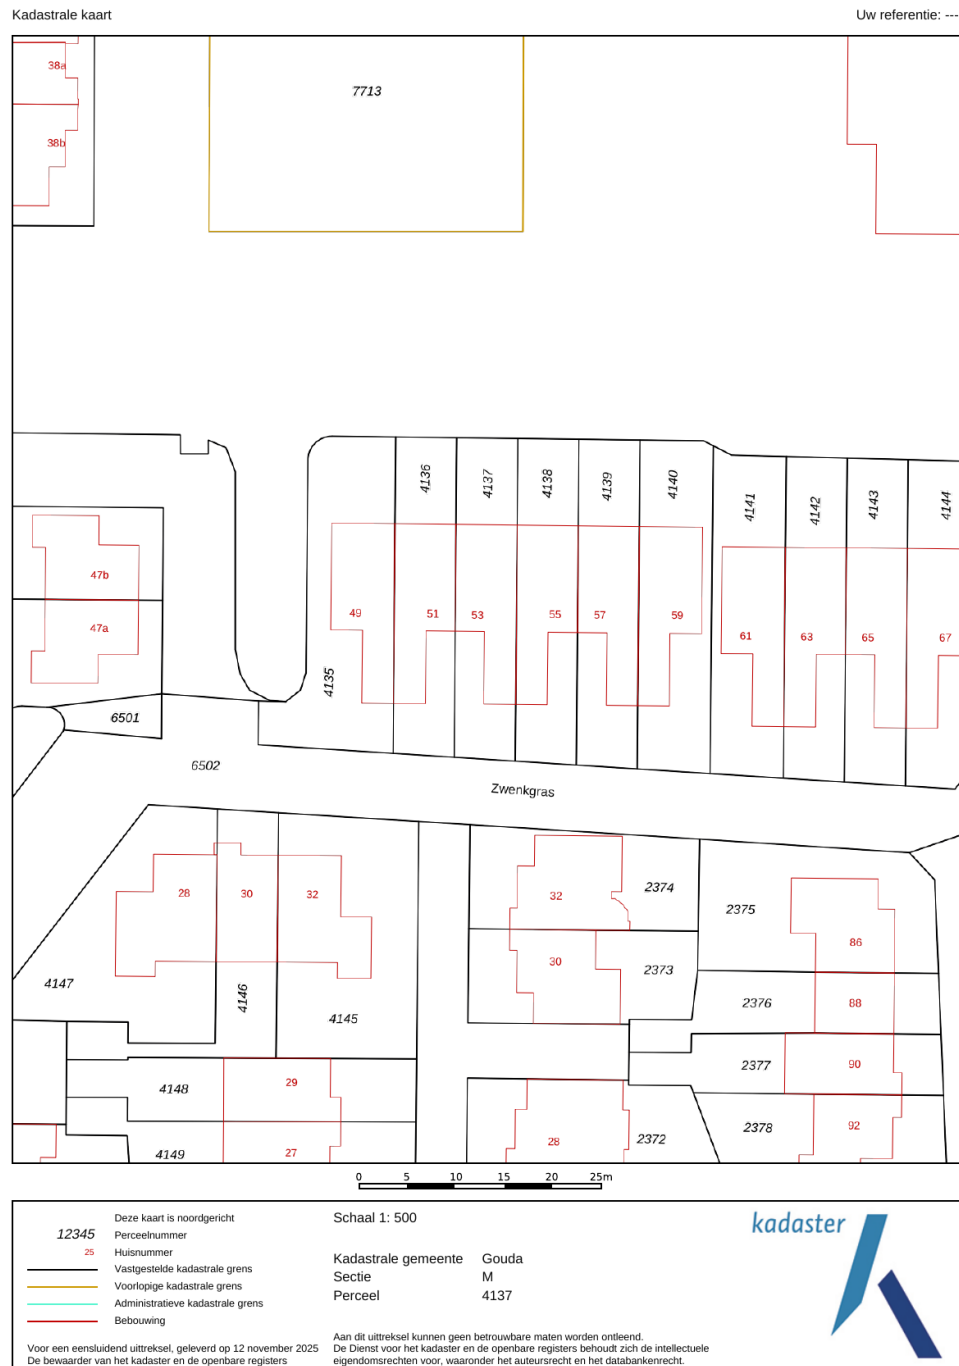 Kadastrale kaart
Uw referentie: ---
38a
7713
38b
4136
4137
4138
4139
4140
4141
4142
4143
4144
47b
47a
49
51
53
55
57
59
61
63
65
67
4135
6501
6502
Zwenkgras
28
30
32
32
2374
2375
86
30
2373
4147
4146
4145
2376
88
4148
29
2377
90
4149
27
28
2372
2378
92
0 5 10 15 20 25m
Deze kaart is noordgericht
12345 Perceelnummer
25 Huisnummer
Vastgestelde kadastrale grens
Voorlopige kadastrale grens
Administratieve kadastrale grens
Bebouwing
Voor een eensluidend uittreksel, geleverd op 12 november 2025
De bewaarder van het kadaster en de openbare registers
Schaal 1: 500
Kadastrale gemeente Gouda
Sectie M
Perceel 4137
Aan dit uittreksel kunnen geen betrouwbare maten worden ontleend.
De Dienst voor het kadaster en de openbare registers behoudt zich de intellectuele
eigendomsrechten voor, waaronder het auteursrecht en het databankenrecht.
kadaster